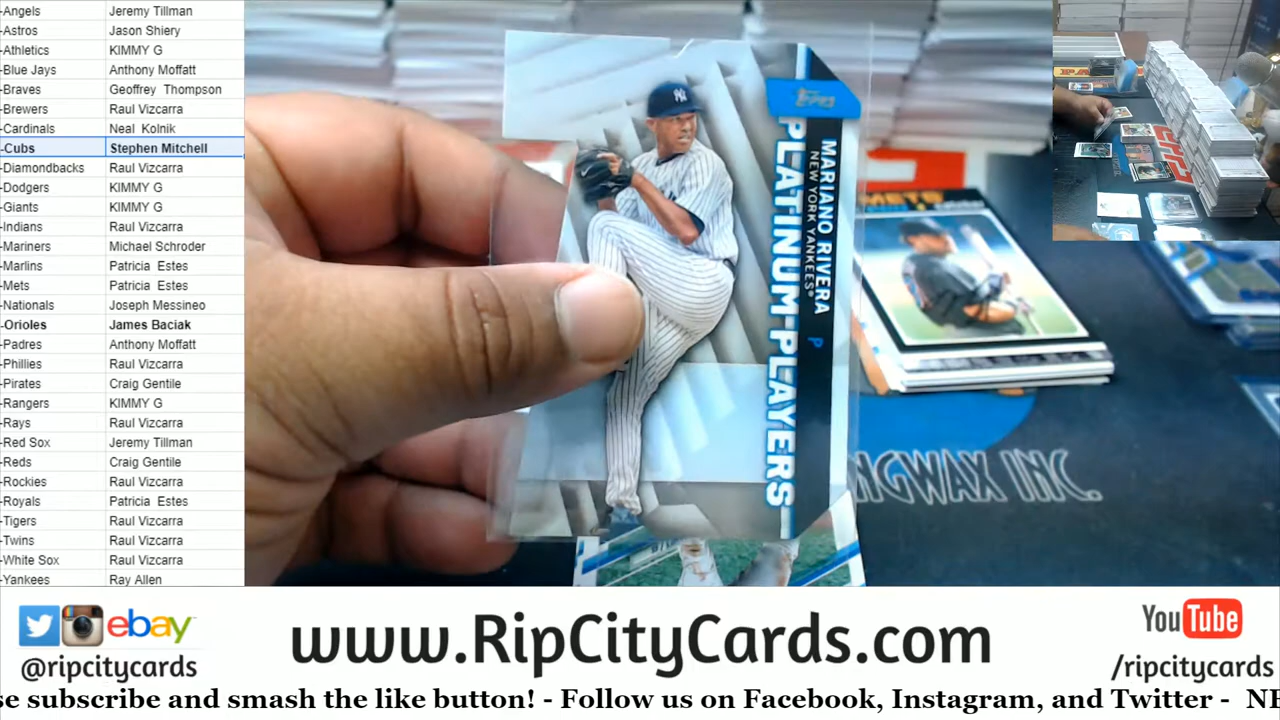 -Angels Jeremy Tillman
-Astros Jason Shiery
-Athletics KIMMY G
-Blue Jays Anthony Moffatt
-Braves Geoffrey Thompson
-Brewers Raul Vizcarra
-Cardinals Neal Kolnik
-Cubs Stephen Mitchell
-Diamondbacks Raul Vizcarra
-Dodgers KIMMY G
-Giants KIMMY G
-Indians Raul Vizcarra
-Mariners Michael Schroder
-Marlins Patricia Estes
-Mets Patricia Estes
-Nationals Joseph Messineo
-Orioles James Baciak
-Padres Anthony Moffatt
-Phillies Raul Vizcarra
-Pirates Craig Gentile
-Rangers KIMMY G
-Rays Raul Vizcarra
-Red Sox Jeremy Tillman
-Reds Craig Gentile
-Rockies Raul Vizcarra
-Royals Patricia Estes
-Tigers Raul Vizcarra
-Twins Raul Vizcarra
-White Sox Raul Vizcarra
-Yankees Ray Allen
Topps
MARIANO RIVERA P
NEW YORK YANKEES®
PLATINUM PLAYERS
METS
NGWAX INC.
ebay
@ripcitycards
www.RipCityCards.com
YouTube
/ripcitycards
se subscribe and smash the like button! - Follow us on Facebook, Instagram, and Twitter - NE